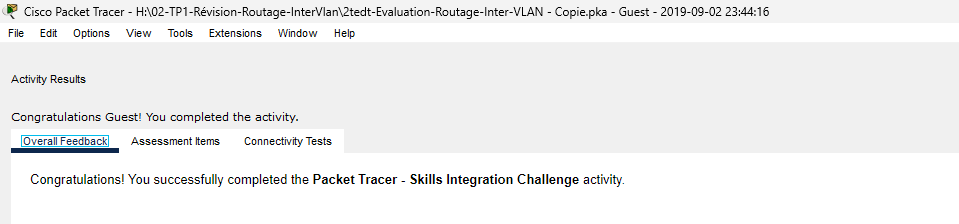 Cisco Packet Tracer - H:\02-TP1-Révision-Routage-InterVlan\2tedt-Evaluation-Routage-Inter-VLAN - Copie.pka - Guest - 2019-09-02 23:44:16
File Edit Options View Tools Extensions Window Help
Activity Results
Congratulations Guest! You completed the activity.
Overall Feedback Assessment Items Connectivity Tests
Congratulations! You successfully completed the Packet Tracer - Skills Integration Challenge activity.